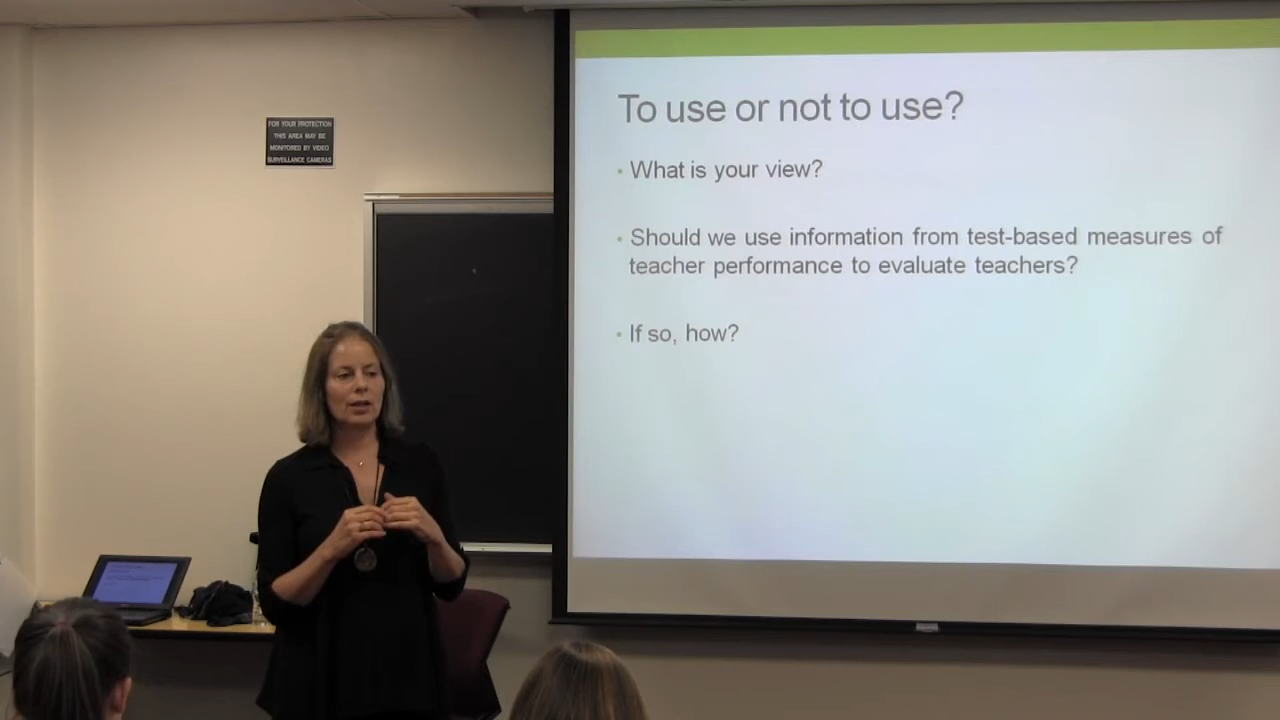 FOR YOUR PROTECTION
THIS AREA MAY BE
MONITORED BY VIDEO
SURVEILLANCE CAMERAS
To use or not to use?
• What is your view?
• Should we use information from test-based measures of
teacher performance to evaluate teachers?
• If so, how?